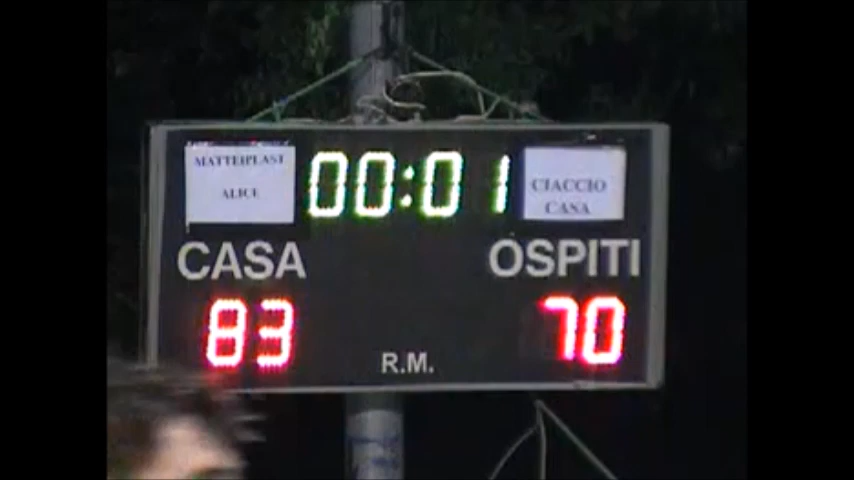 MATTEIPLAST
ALICE
00:01
CIACCIO
CASA
CASA
OSPITI
83
70
R.M.